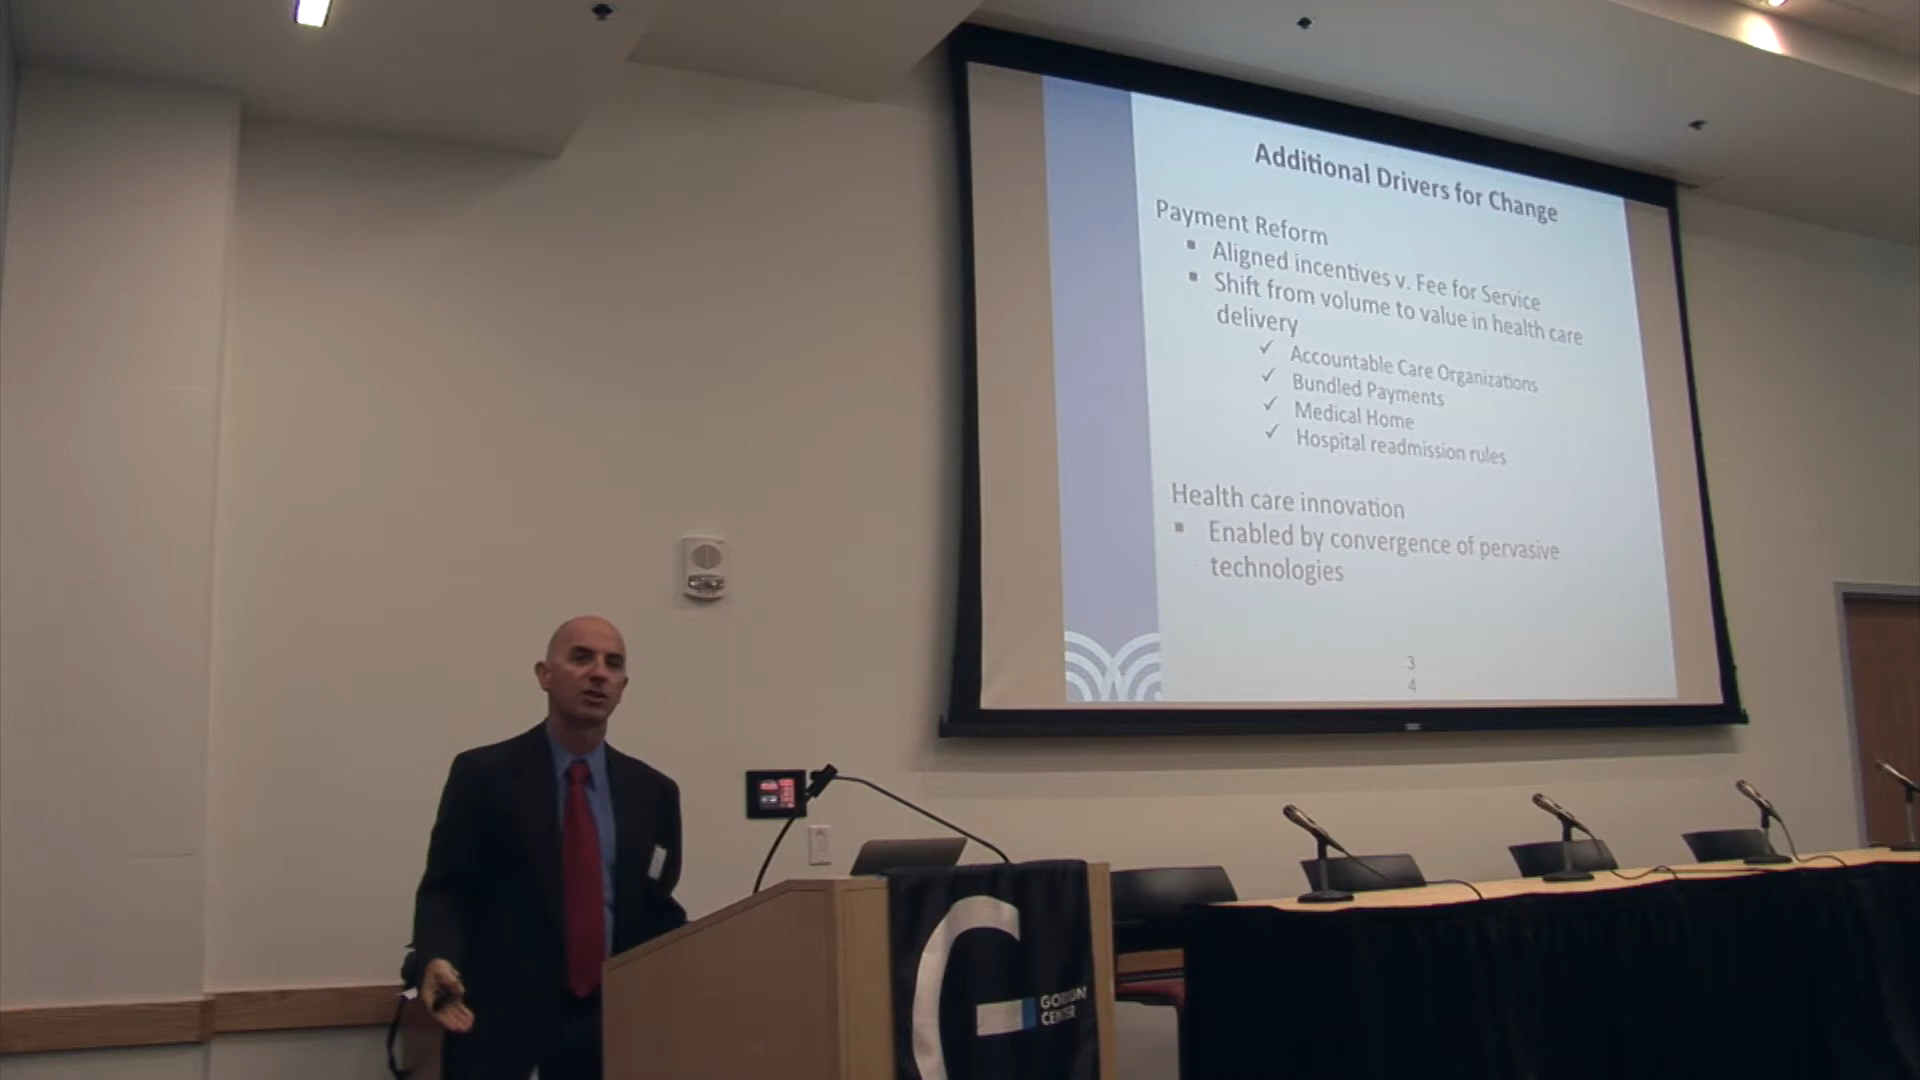 Additional Drivers for Change
Payment Reform
▪ Aligned incentives v. Fee for Service
▪ Shift from volume to value in health care
delivery
✓ Accountable Care Organizations
✓ Bundled Payments
✓ Medical Home
✓ Hospital readmission rules
Health care innovation
▪ Enabled by convergence of pervasive
technologies
3
4
GORDON
CENTER